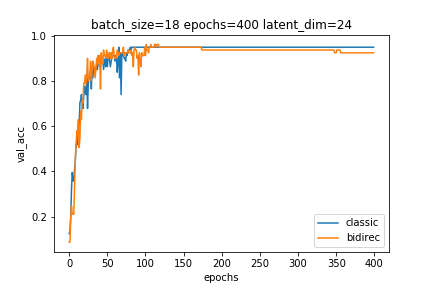 batch_size=18 epochs=400 latent_dim=24
1.0
0.8
0.6
0.4
0.2
val_acc
0 50 100 150 200 250 300 350 400
epochs
classic
bidirec